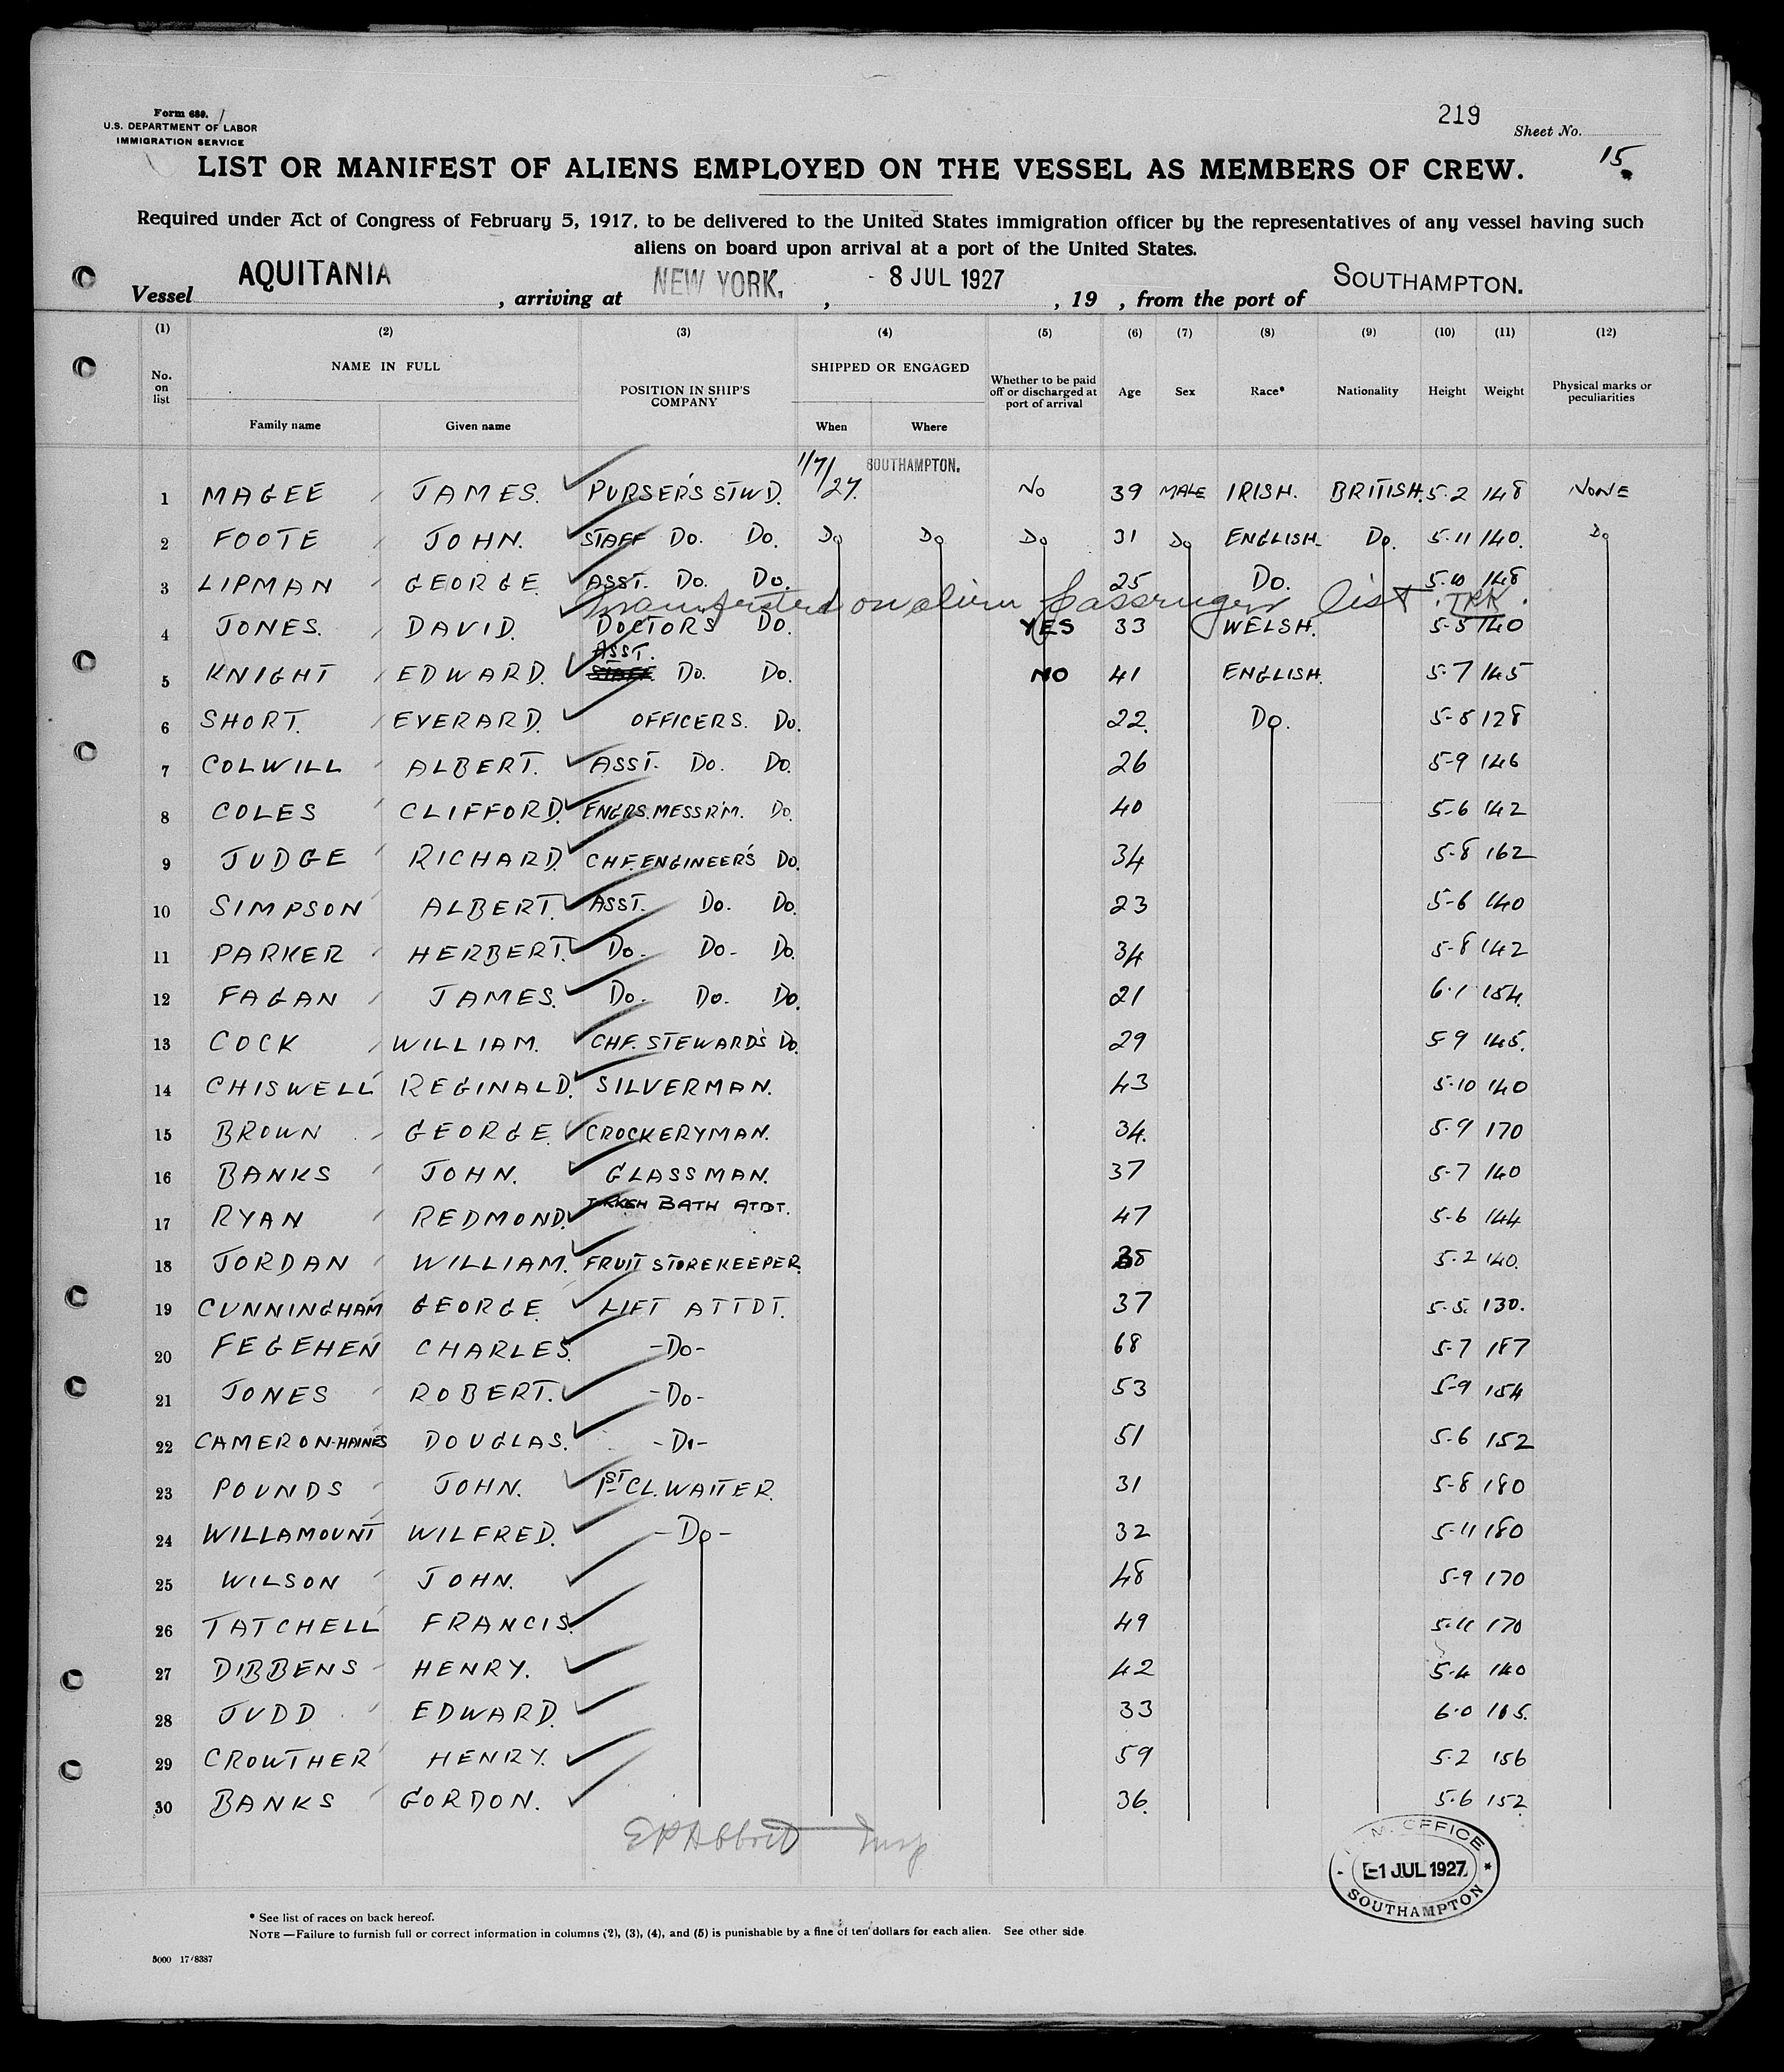 Form 689.
U.S. DEPARTMENT OF LABOR
IMMIGRATION SERVICE
219
Sheet No.
15
LIST OR MANIFEST OF ALIENS EMPLOYED ON THE VESSEL AS MEMBERS OF CREW.
Required under Act of Congress of February 5, 1917, to be delivered to the United States immigration officer by the representatives of any vessel having such
aliens on board upon arrival at a port of the United States.
Vessel AQUITANIA, arriving at NEW YORK, - 8 JUL 1927, 19 , from the port of SOUTHAMPTON.
(1) (2) (3) (4) (5) (6) (7) (8) (9) (10) (11) (12)
No. on list NAME IN FULL POSITION IN SHIP'S COMPANY SHIPPED OR ENGAGED Whether to be paid off or discharged at port of arrival Age Sex Race* Nationality Height Weight Physical marks or peculiarities
Family name Given name When Where
1 MAGEE JAMES. PURSER'S STWD. 1/7/27. SOUTHAMPTON. NO 39 MALE IRISH. BRITISH. 5.2 148 NONE
2 FOOTE JOHN. STAFF DO. DO. DO DO DO 31 DO ENGLISH. DO. 5.11 140. DO
3 LIPMAN GEORGE. ASST. DO. DO. 25 DO. 5.10 148
manifested on alien passenger list
4 JONES. DAVID. DOCTORS DO. YES 33 WELSH. 5-5 140
5 KNIGHT EDWARD. ASST. STAFF DO. DO. NO 41 ENGLISH. 5.7 145
6 SHORT. EVERARD. OFFICERS. DO. 22. DO. 5-8 128
7 COLWILL ALBERT. ASST. DO. DO. 26 5-9 146
8 COLES CLIFFORD. ENGRS. MESSR'M. DO. 40 5-6 142
9 JUDGE RICHARD. CHF. ENGINEER'S DO. 34 5-8 162
10 SIMPSON ALBERT. ASST. DO. DO. 23 5-6 140
11 PARKER HERBERT. DO. DO- DO. 34 5-8 142
12 FAGAN JAMES. DO. DO. DO. 21 6.1 154.
13 COCK WILLIAM. CHF. STEWARD'S DO. 29 5-9 145.
14 CHISWELL REGINALD. SILVERMAN. 43 5-10 140
15 BROWN GEORGE. CROCKERYMAN. 34. 5.9 170
16 BANKS JOHN. GLASSMAN. 37 5-7 140
17 RYAN REDMOND. TURKSH BATH ATTDT. 47 5-6 144
18 JORDAN WILLIAM. FRUIT STOREKEEPER. 5.2 140.
19 CUNNINGHAM GEORGE. LIFT ATTDT. 37 5-5. 130.
20 FEGEHEN CHARLES. -DO- 68 5-7 187
21 JONES ROBERT. -DO- 53 5-9 154
22 CAMERON-HAINES DOUGLAS. -DO- 51 5.6 152
23 POUNDS JOHN. 1ST CL. WAITER. 31 5-8 180
24 WILLAMOUNT WILFRED. -DO- 32 5-11 180
25 WILSON JOHN. 48 5-9 170
26 TATCHELL FRANCIS. 49 5-11 170
27 DIBBENS HENRY. 42 5.4 140
28 JUDD EDWARD. 33 6.0 165.
29 CROWTHER HENRY. 59 5.2 156
30 BANKS GORDON. 36. 5.6 152
E P Abbott Insp
OFFICE
-1 JUL 1927
SOUTHAMPTON
* See list of races on back hereof.
NOTE—Failure to furnish full or correct information in columns (2), (3), (4), and (5) is punishable by a fine of ten dollars for each alien. See other side
5000 17/8387